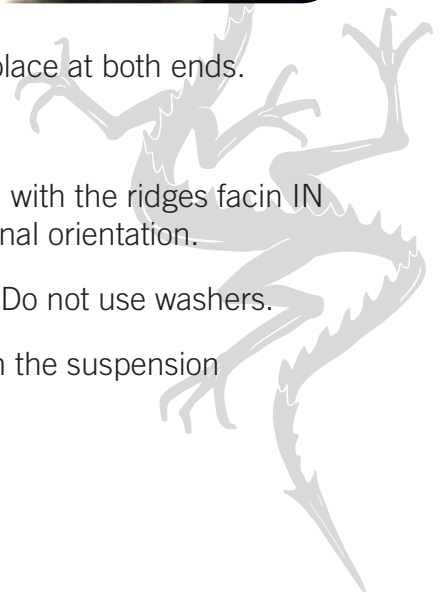 place at both ends.
with the ridges facin IN
nal orientation.
Do not use washers.
the suspension